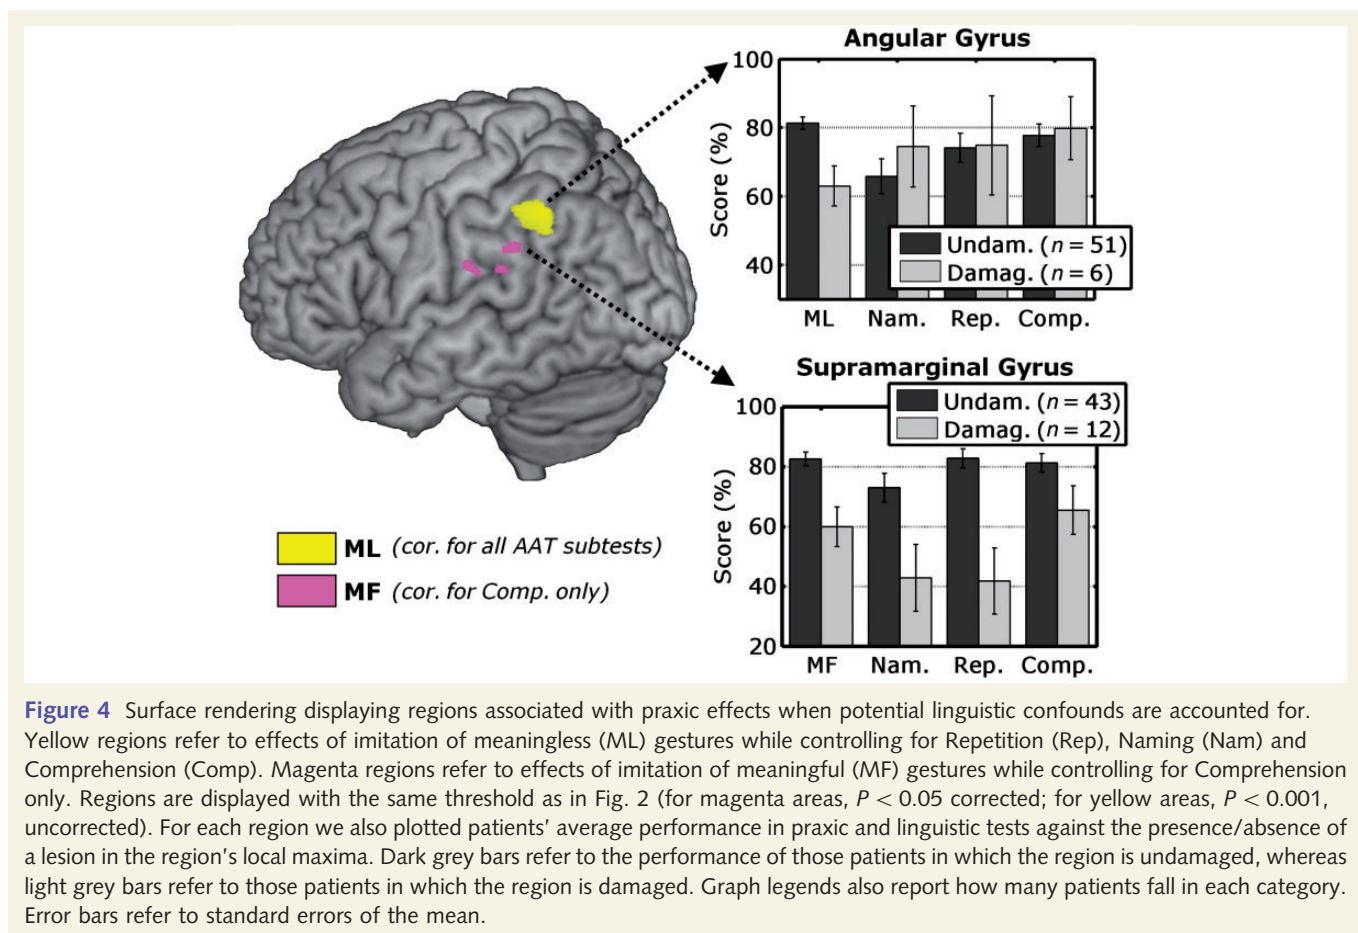 Angular Gyrus
100
80
60
40
Score (%)
Undam. (n = 51)
Damag. (n = 6)
ML Nam. Rep. Comp.
Supramarginal Gyrus
100
80
60
40
20
Score (%)
Undam. (n = 43)
Damag. (n = 12)
MF Nam. Rep. Comp.
ML (cor. for all AAT subtests)
MF (cor. for Comp. only)
Figure 4 Surface rendering displaying regions associated with praxic effects when potential linguistic confounds are accounted for.
Yellow regions refer to effects of imitation of meaningless (ML) gestures while controlling for Repetition (Rep), Naming (Nam) and
Comprehension (Comp). Magenta regions refer to effects of imitation of meaningful (MF) gestures while controlling for Comprehension
only. Regions are displayed with the same threshold as in Fig. 2 (for magenta areas, P < 0.05 corrected; for yellow areas, P < 0.001,
uncorrected). For each region we also plotted patients' average performance in praxic and linguistic tests against the presence/absence of
a lesion in the region's local maxima. Dark grey bars refer to the performance of those patients in which the region is undamaged, whereas
light grey bars refer to those patients in which the region is damaged. Graph legends also report how many patients fall in each category.
Error bars refer to standard errors of the mean.